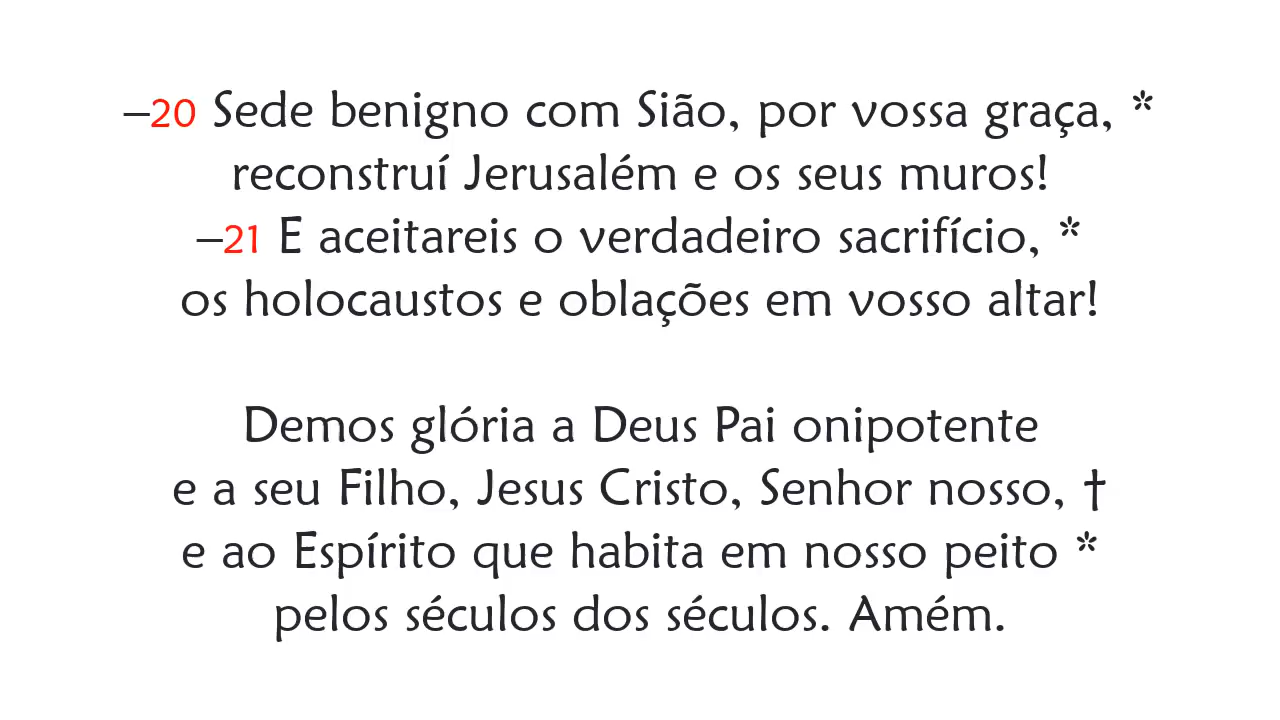 –20 Sede benigno com Sião, por vossa graça, *
reconstruí Jerusalém e os seus muros!
–21 E aceitareis o verdadeiro sacrifício, *
os holocaustos e oblações em vosso altar!
Demos glória a Deus Pai onipotente
e a seu Filho, Jesus Cristo, Senhor nosso, †
e ao Espírito que habita em nosso peito *
pelos séculos dos séculos. Amém.